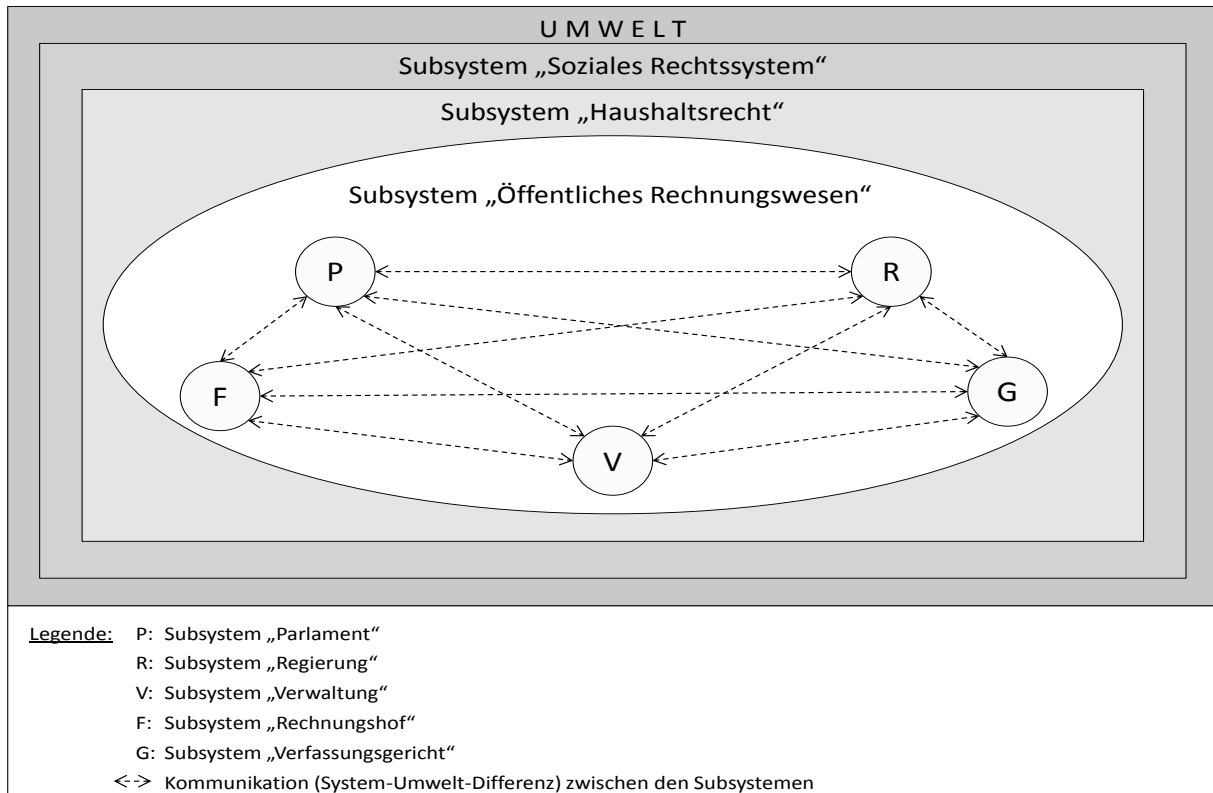 U M W E L T
Subsystem „Soziales Rechtssystem“
Subsystem „Haushaltsrecht“
Subsystem „Öffentliches Rechnungswesen“
P
R
F
G
V
Legende: P: Subsystem „Parlament“
R: Subsystem „Regierung“
V: Subsystem „Verwaltung“
F: Subsystem „Rechnungshof“
G: Subsystem „Verfassungsgericht“
Kommunikation (System-Umwelt-Differenz) zwischen den Subsystemen